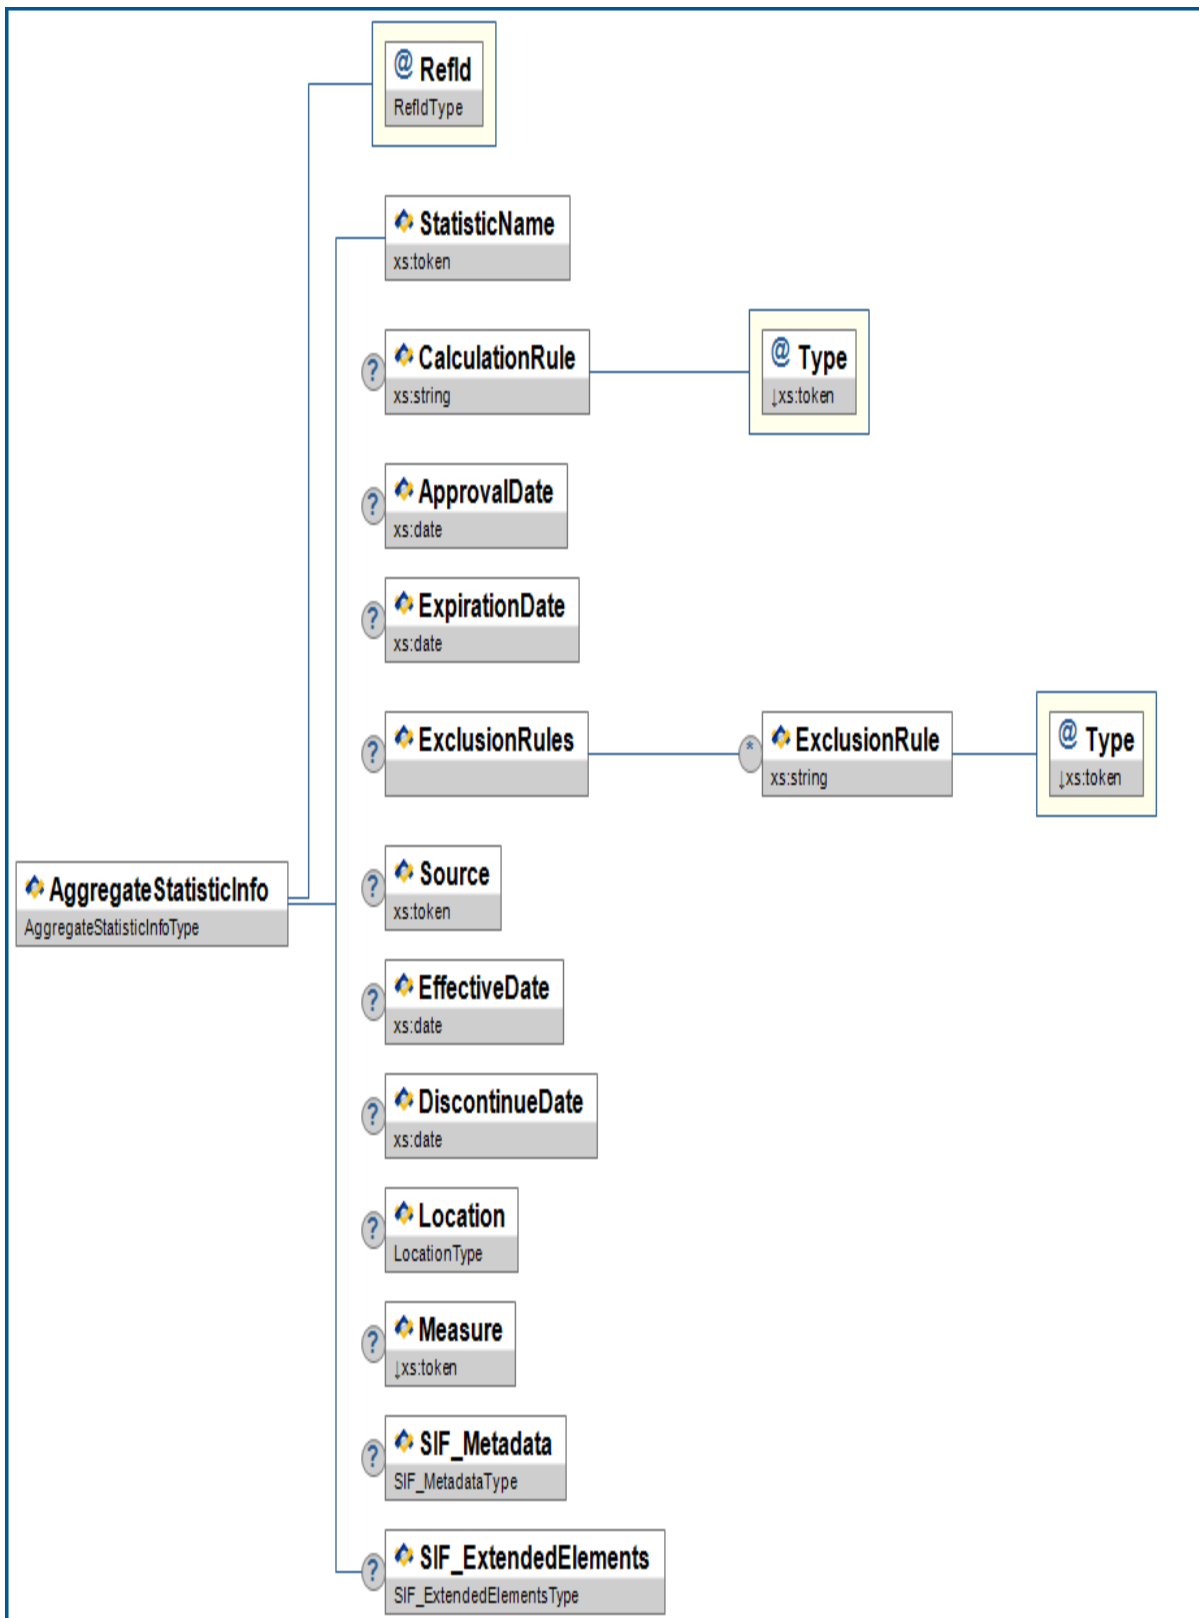 @ RefId
RefIdType
StatisticName
xs:token
? CalculationRule
xs:string
@ Type
↓xs:token
? ApprovalDate
xs:date
? ExpirationDate
xs:date
? ExclusionRules
* ExclusionRule
xs:string
@ Type
↓xs:token
AggregateStatisticInfo
AggregateStatisticInfoType
? Source
xs:token
? EffectiveDate
xs:date
? DiscontinueDate
xs:date
? Location
LocationType
? Measure
↓xs:token
? SIF_Metadata
SIF_MetadataType
? SIF_ExtendedElements
SIF_ExtendedElementsType